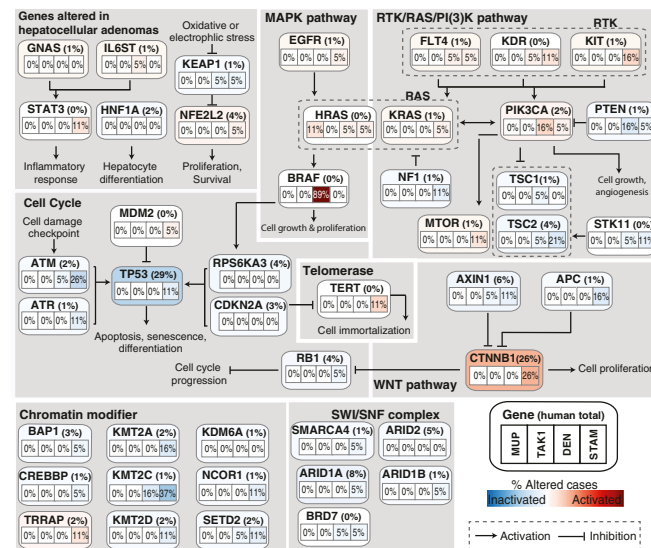 Genes altered in
hepatocellular adenomas
GNAS (1%)
0% 0% 0% 0%
IL6ST (1%)
0% 0% 5% 0%
STAT3 (0%)
0% 0% 0% 11%
HNF1A (2%)
0% 0% 0% 0%
Inflammatory
response
Hepatocyte
differentiation
Oxidative or
electrophlic stress
KEAP1 (1%)
0% 0% 5% 5%
NFE2L2 (4%)
0% 0% 0% 5%
Proliferation,
Survival
MAPK pathway
EGFR (1%)
0% 0% 0% 5%
HRAS (0%)
11% 0% 5% 5%
BRAF (0%)
0% 0% 89% 0%
Cell growth & proliferation
RTK/RAS/PI(3)K pathway
RTK
FLT4 (1%)
0% 0% 5% 5%
KDR (0%)
0% 0% 5% 11%
KIT (1%)
0% 0% 0% 16%
RAS
KRAS (1%)
0% 0% 0% 5%
PIK3CA (2%)
0% 0% 16% 5%
PTEN (1%)
0% 0% 16% 5%
NF1 (1%)
0% 0% 0% 11%
TSC1(1%)
0% 0% 5% 0%
Cell growth,
angiogenesis
MTOR (1%)
0% 0% 0% 11%
TSC2 (4%)
0% 0% 5% 21%
STK11 (0%)
0% 0% 5% 11%
Cell Cycle
Cell damage
checkpoint
MDM2 (0%)
0% 0% 0% 5%
ATM (2%)
0% 0% 5% 26%
TP53 (29%)
0% 0% 0% 11%
RPS6KA3 (4%)
0% 0% 0% 0%
ATR (1%)
0% 0% 0% 11%
CDKN2A (3%)
0% 0% 0% 0%
Apoptosis, senescence,
differentiation
Telomerase
TERT (0%)
0% 0% 0% 11%
Cell immortalization
AXIN1 (6%)
0% 0% 5% 11%
APC (1%)
0% 0% 0% 16%
Cell cycle
progression
RB1 (4%)
0% 0% 0% 5%
CTNNB1(26%)
0% 0% 0% 26%
Cell proliferation
WNT pathway
Chromatin modifier
BAP1 (3%)
0% 0% 0% 5%
KMT2A (2%)
0% 0% 0% 16%
KDM6A (1%)
0% 0% 0% 0%
CREBBP (1%)
0% 0% 0% 5%
KMT2C (1%)
0% 0% 16% 37%
NCOR1 (1%)
0% 0% 0% 11%
TRRAP (2%)
0% 0% 0% 11%
KMT2D (2%)
0% 0% 0% 11%
SETD2 (2%)
0% 0% 5% 11%
SWI/SNF complex
SMARCA4 (1%)
0% 0% 0% 5%
ARID2 (5%)
0% 0% 0% 0%
ARID1A (8%)
0% 0% 0% 5%
ARID1B (1%)
0% 0% 0% 5%
BRD7 (0%)
0% 0% 5% 5%
Gene (human total)
MUP TAK1 DEN STAM
% Altered cases
Inactivated Activated
Activation Inhibition